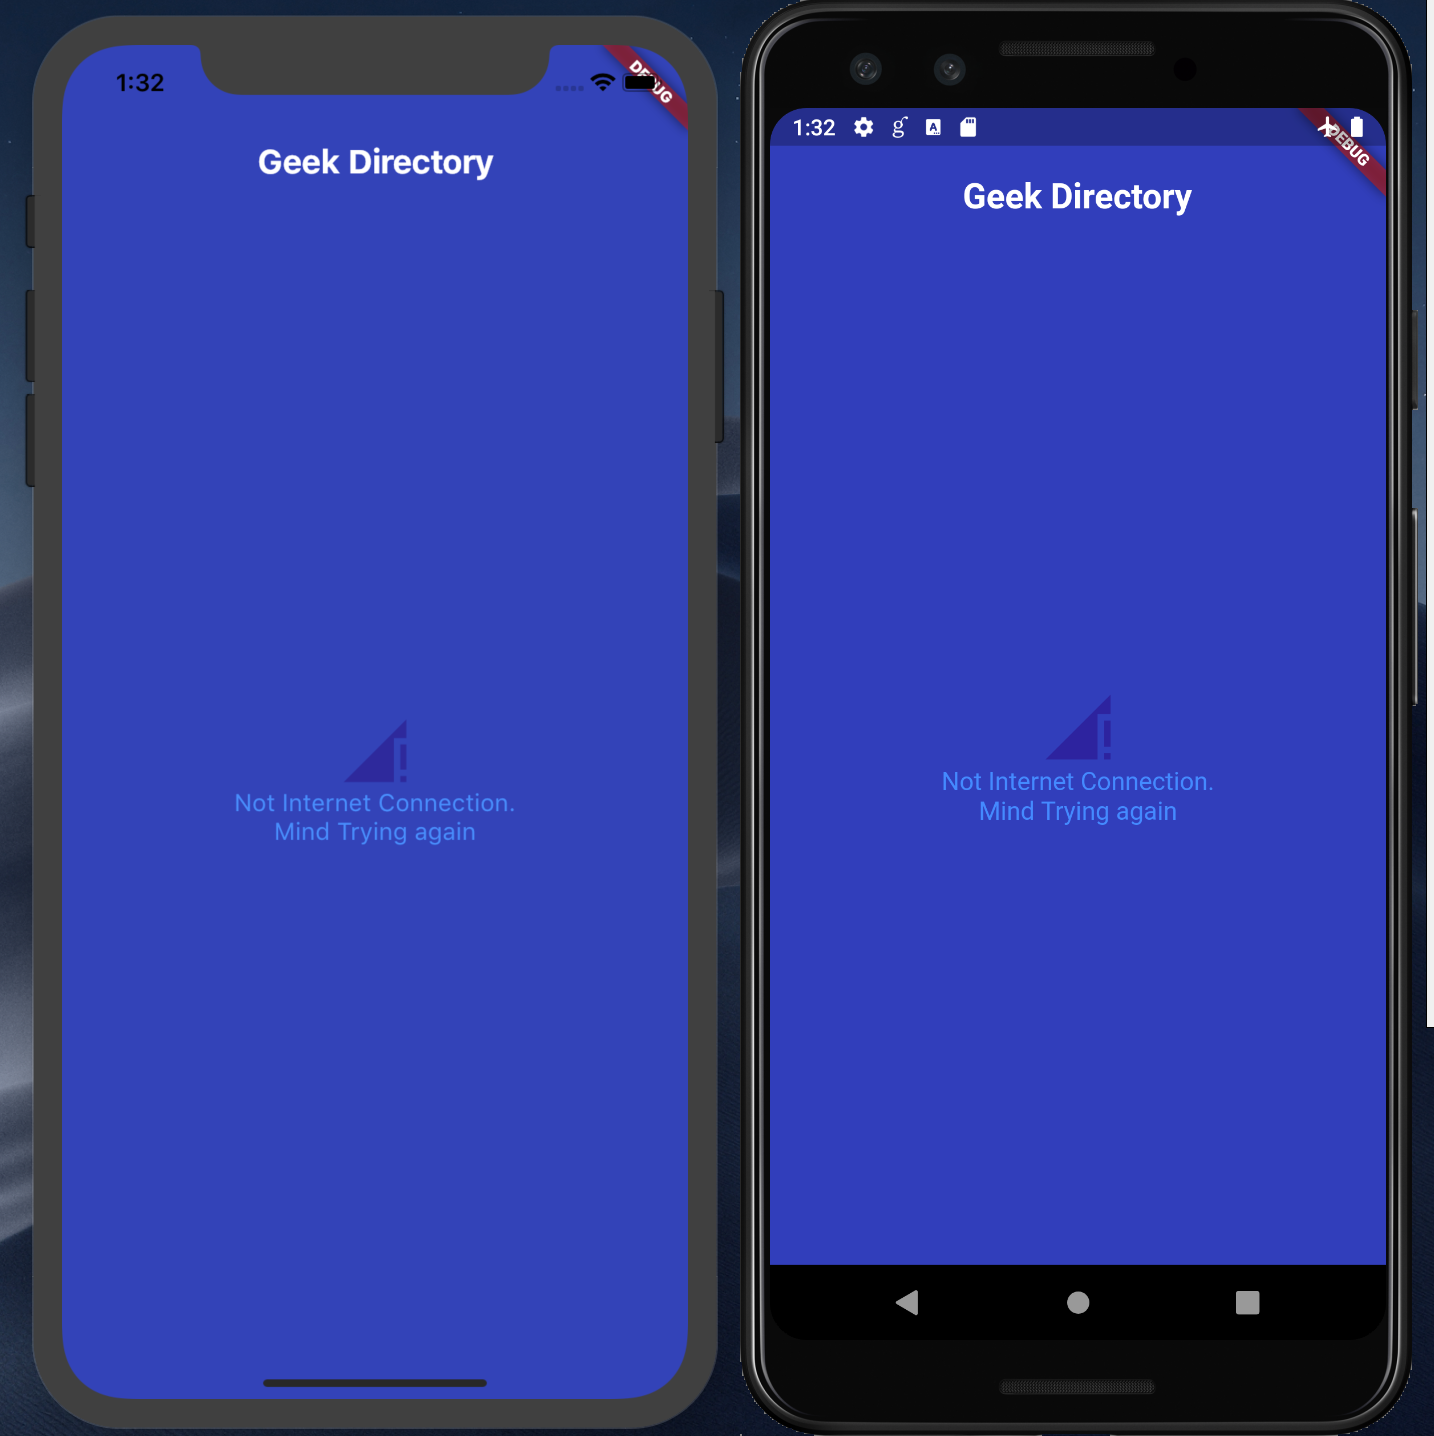 1:32
DEBUG
Geek Directory
Not Internet Connection.
Mind Trying again
1:32
g
A
DEBUG
Geek Directory
Not Internet Connection.
Mind Trying again